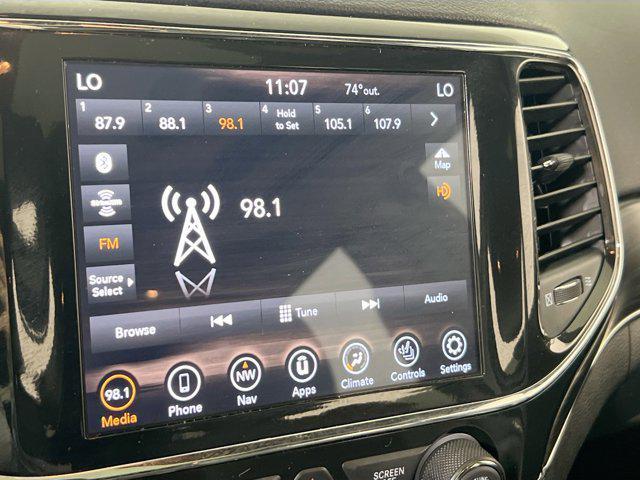 LO 11:07 74°out. LO
1 2 3 4 Hold 5 6
87.9 88.1 98.1 to Set 105.1 107.9
Map
SiriusXM
98.1
HD
FM
Source
Select
Browse Tune Audio
98.1 NW
Media Phone Nav Apps Climate Controls Settings
SCREEN